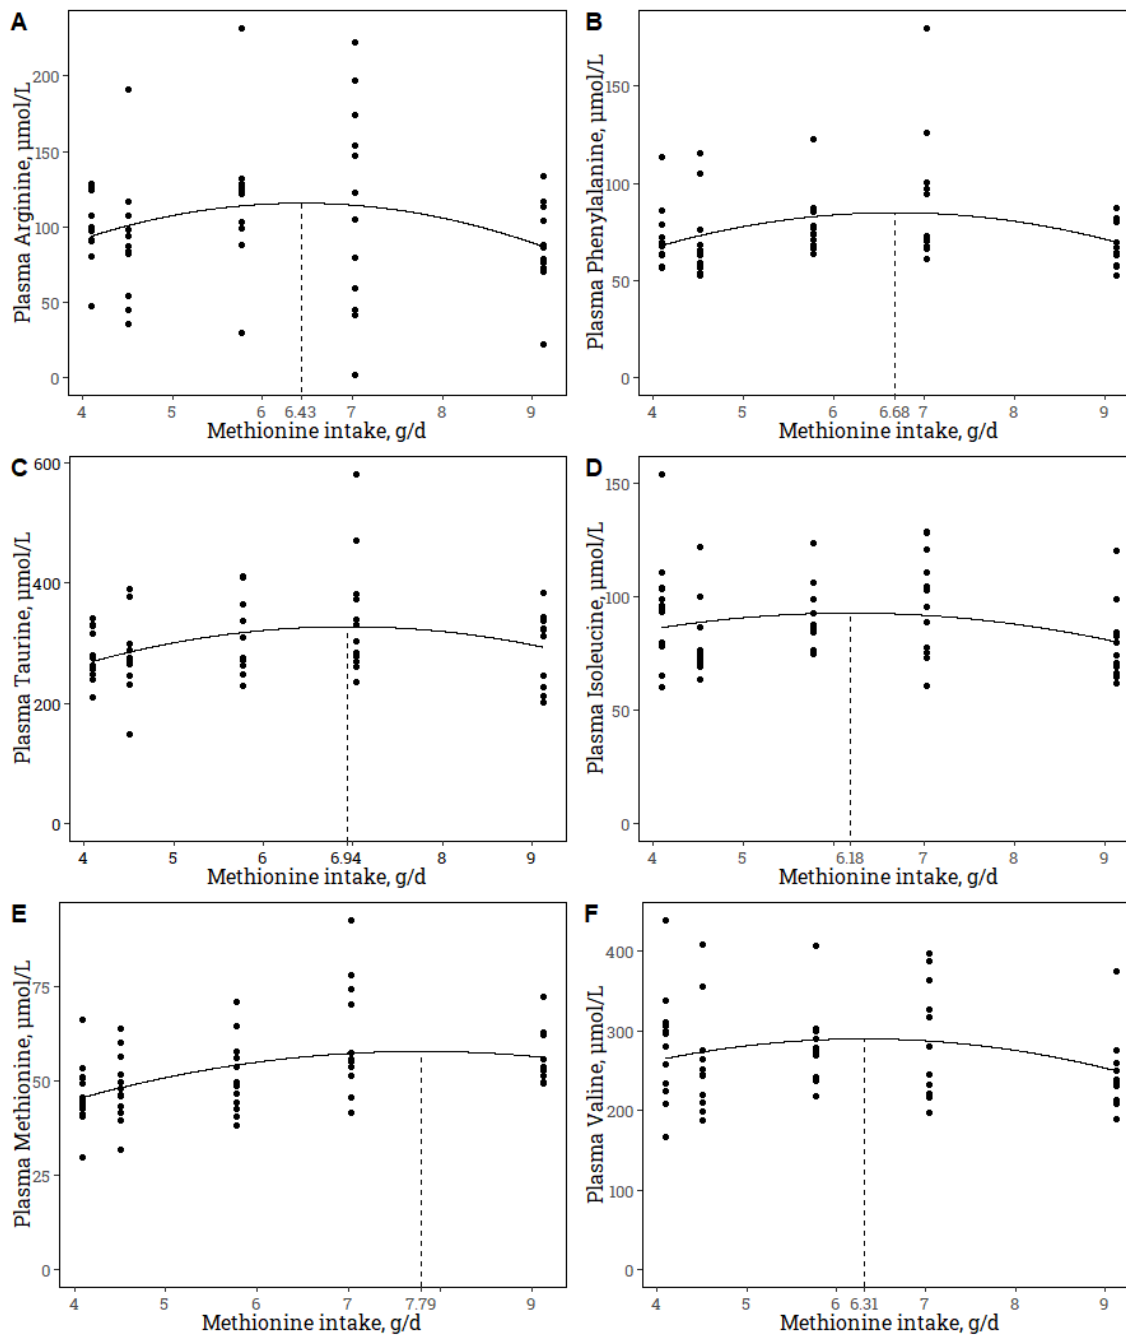 A
Plasma Arginine, µmol/L
200
150
100
50
0
4 5 6 6.43 7 8 9
Methionine intake, g/d
B
Plasma Phenylalanine, µmol/L
150
100
50
0
4 5 6 6.68 7 8 9
Methionine intake, g/d
C
Plasma Taurine, µmol/L
600
400
200
0
4 5 6 6.94 7 8 9
Methionine intake, g/d
D
Plasma Isoleucine, µmol/L
150
100
50
0
4 5 6.18 7 8 9
Methionine intake, g/d
E
Plasma Methionine, µmol/L
75
50
25
0
4 5 6 7 7.79 9
Methionine intake, g/d
F
Plasma Valine, µmol/L
400
300
200
100
0
4 5 6 6.31 7 8 9
Methionine intake, g/d